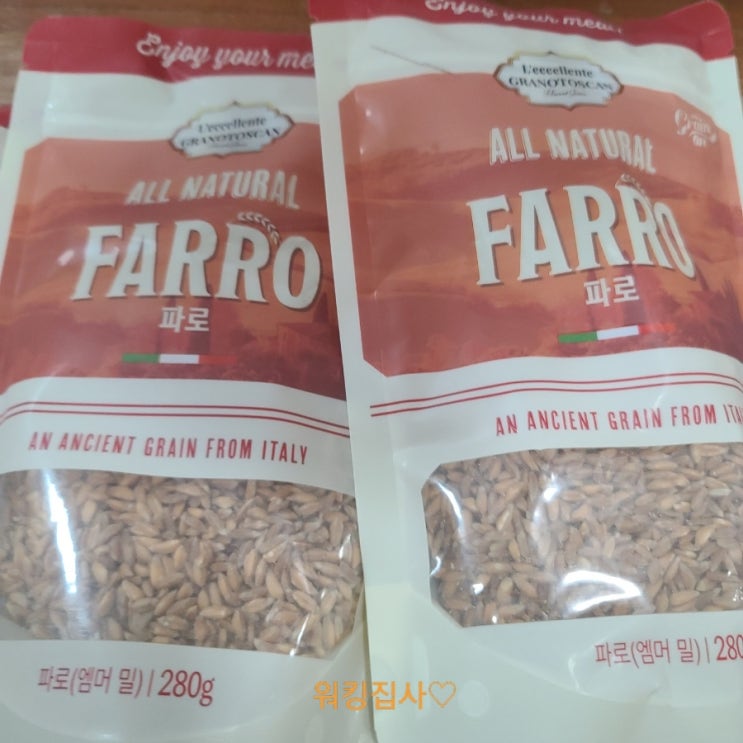 Enjoy your me
L'eccellente
GRANOTOSCAN
ALL NATURAL
FARRO
파로
AN ANCIENT GRAIN FROM ITALY
파로(엠머 밀) | 280g
Enjoy your meal
L'eccellente
GRANOTOSCAN
ALL NATURAL
FARRO
파로
AN ANCIENT GRAIN FROM ITA
파로(엠머 밀) | 280
워킹집사♡